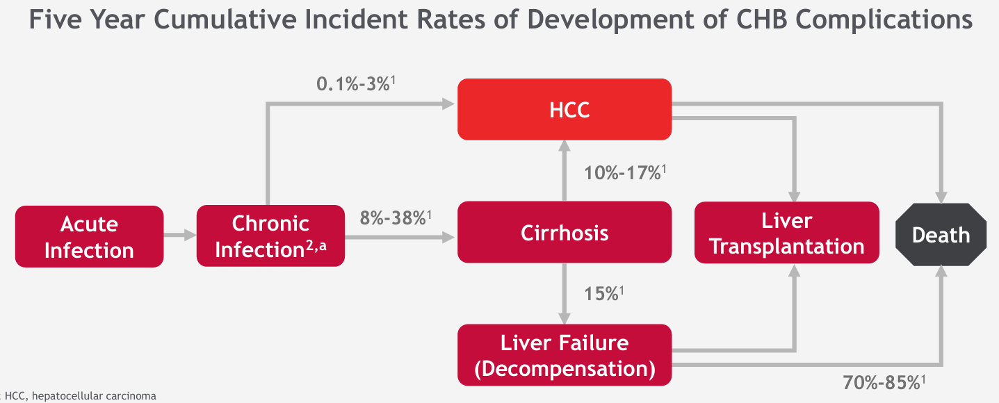 Five Year Cumulative Incident Rates of Development of CHB Complications
0.1%-3%¹
HCC
10%-17%¹
Acute
Infection
Chronic
Infection²,ᵃ
8%-38%¹
Cirrhosis
Liver
Transplantation
Death
15%¹
Liver Failure
(Decompensation)
70%-85%¹
; HCC, hepatocellular carcinoma